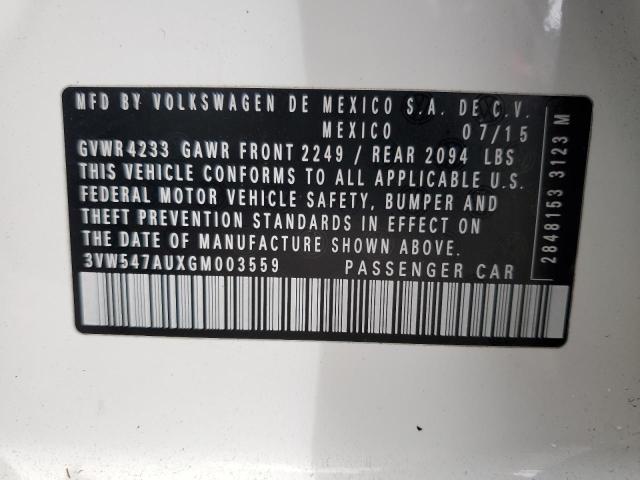 MFD BY VOLKSWAGEN DE MEXICO S.A. DE C.V.
MEXICO 07/15
GVWR 4233 GAWR FRONT 2249 / REAR 2094 LBS
THIS VEHICLE CONFORMS TO ALL APPLICABLE U.S.
FEDERAL MOTOR VEHICLE SAFETY, BUMPER AND
THEFT PREVENTION STANDARDS IN EFFECT ON
THE DATE OF MANUFACTURE SHOWN ABOVE.
3VW547AUXGM003559 PASSENGER CAR
2848153 3123 M